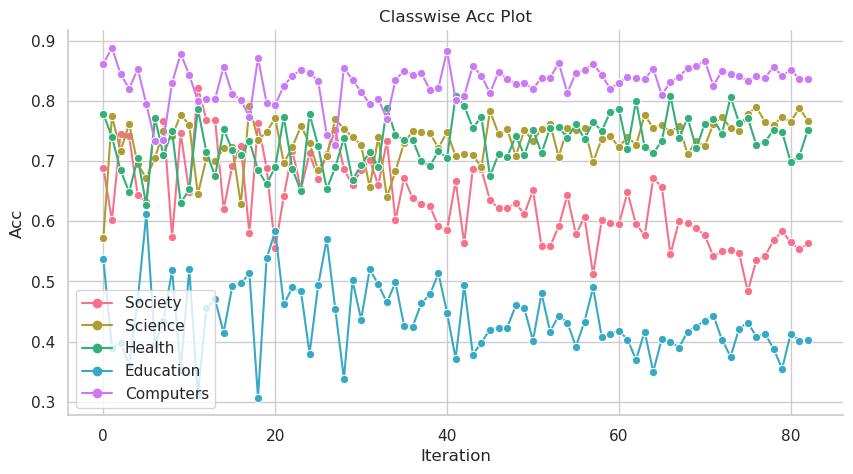 Classwise Acc Plot
0.9
0.8
0.7
0.6
0.5
0.4
0.3
Acc
Society
Science
Health
Education
Computers
0 20 40 60 80
Iteration